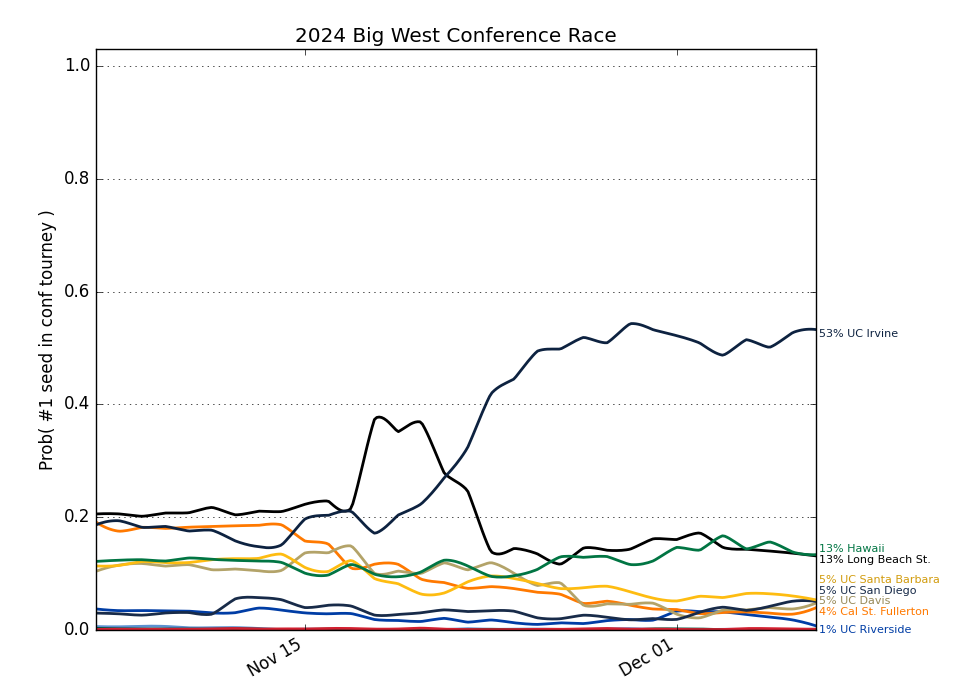 2024 Big West Conference Race
Prob( #1 seed in conf tourney )
1.0
0.8
0.6
0.4
0.2
0.0
Nov 15
Dec 01
53% UC Irvine
13% Hawaii
13% Long Beach St.
5% UC Santa Barbara
5% UC San Diego
5% UC Davis
4% Cal St. Fullerton
1% UC Riverside